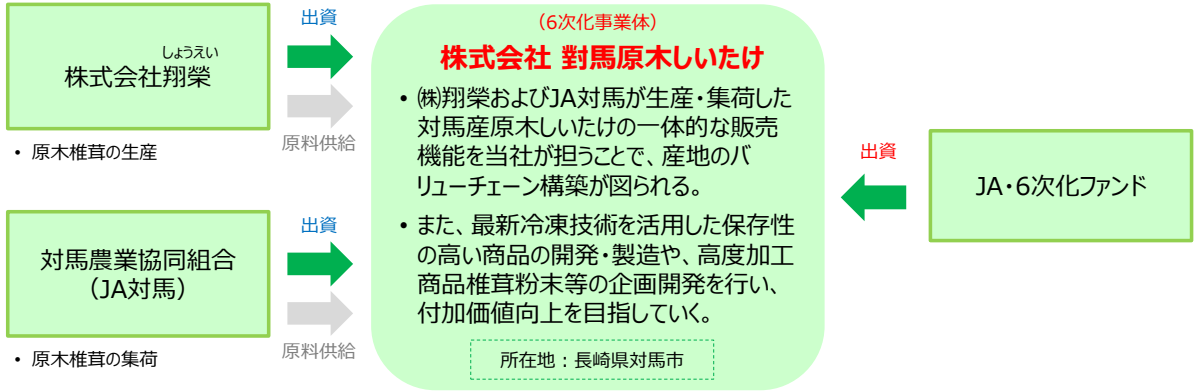 しょうえい
株式会社翔榮
・ 原木椎茸の生産
出資
原料供給
対馬農業協同組合
（JA対馬）
・ 原木椎茸の集荷
出資
原料供給
（6次化事業体）
株式会社 對馬原木しいたけ
・ ㈱翔榮およびJA対馬が生産・集荷した
対馬産原木しいたけの一体的な販売
機能を当社が担うことで、産地のバ
リューチェーン構築が図られる。
・ また、最新冷凍技術を活用した保存性
の高い商品の開発・製造や、高度加工
商品椎茸粉末等の企画開発を行い、
付加価値向上を目指していく。
所在地：長崎県対馬市
出資
JA・6次化ファンド